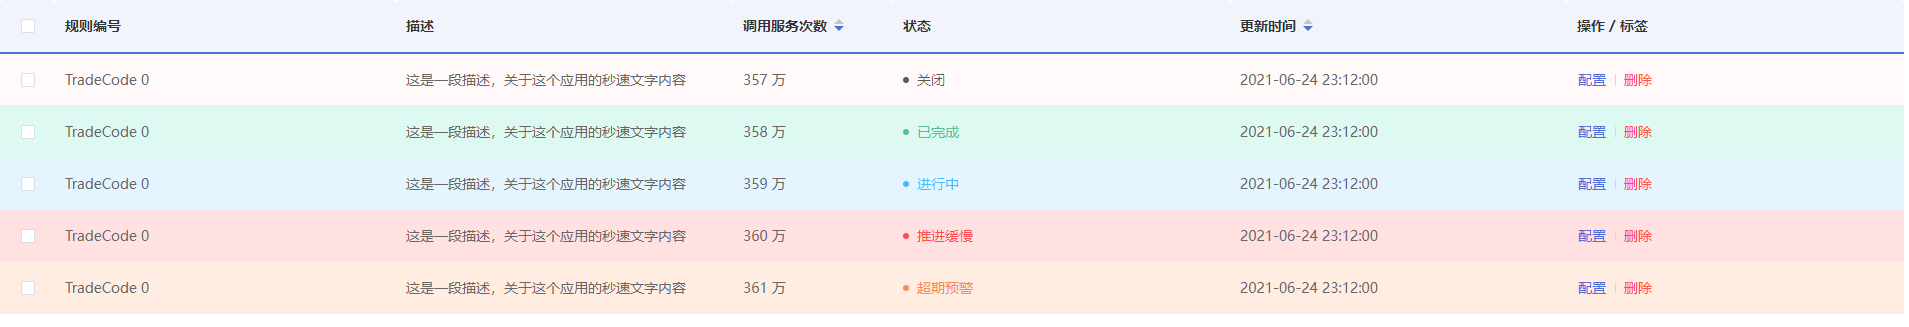 规则编号 描述 调用服务次数 状态 更新时间 操作 / 标签
TradeCode 0 这是一段描述，关于这个应用的秒速文字内容 357 万 关闭 2021-06-24 23:12:00 配置 删除
TradeCode 0 这是一段描述，关于这个应用的秒速文字内容 358 万 已完成 2021-06-24 23:12:00 配置 删除
TradeCode 0 这是一段描述，关于这个应用的秒速文字内容 359 万 进行中 2021-06-24 23:12:00 配置 删除
TradeCode 0 这是一段描述，关于这个应用的秒速文字内容 360 万 推进缓慢 2021-06-24 23:12:00 配置 删除
TradeCode 0 这是一段描述，关于这个应用的秒速文字内容 361 万 超期预警 2021-06-24 23:12:00 配置 删除